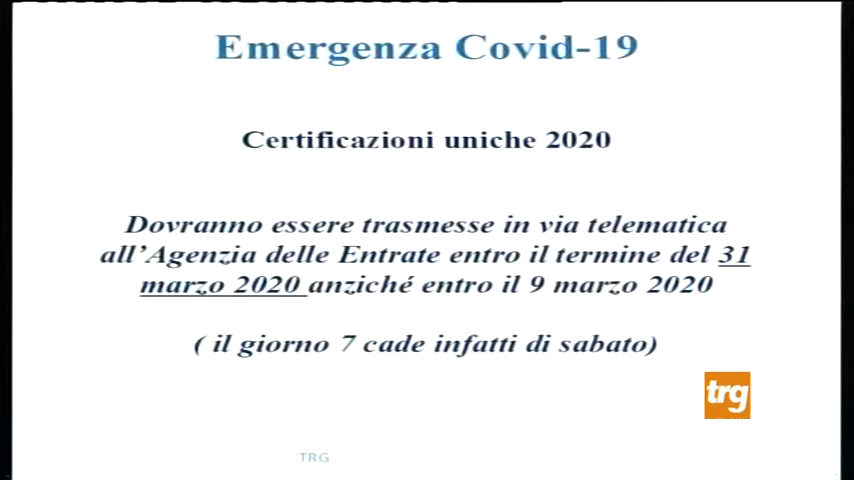 Emergenza Covid-19
Certificazioni uniche 2020
Dovranno essere trasmesse in via telematica
all'Agenzia delle Entrate entro il termine del 31
marzo 2020 anziché entro il 9 marzo 2020
( il giorno 7 cade infatti di sabato)
trg
TRG